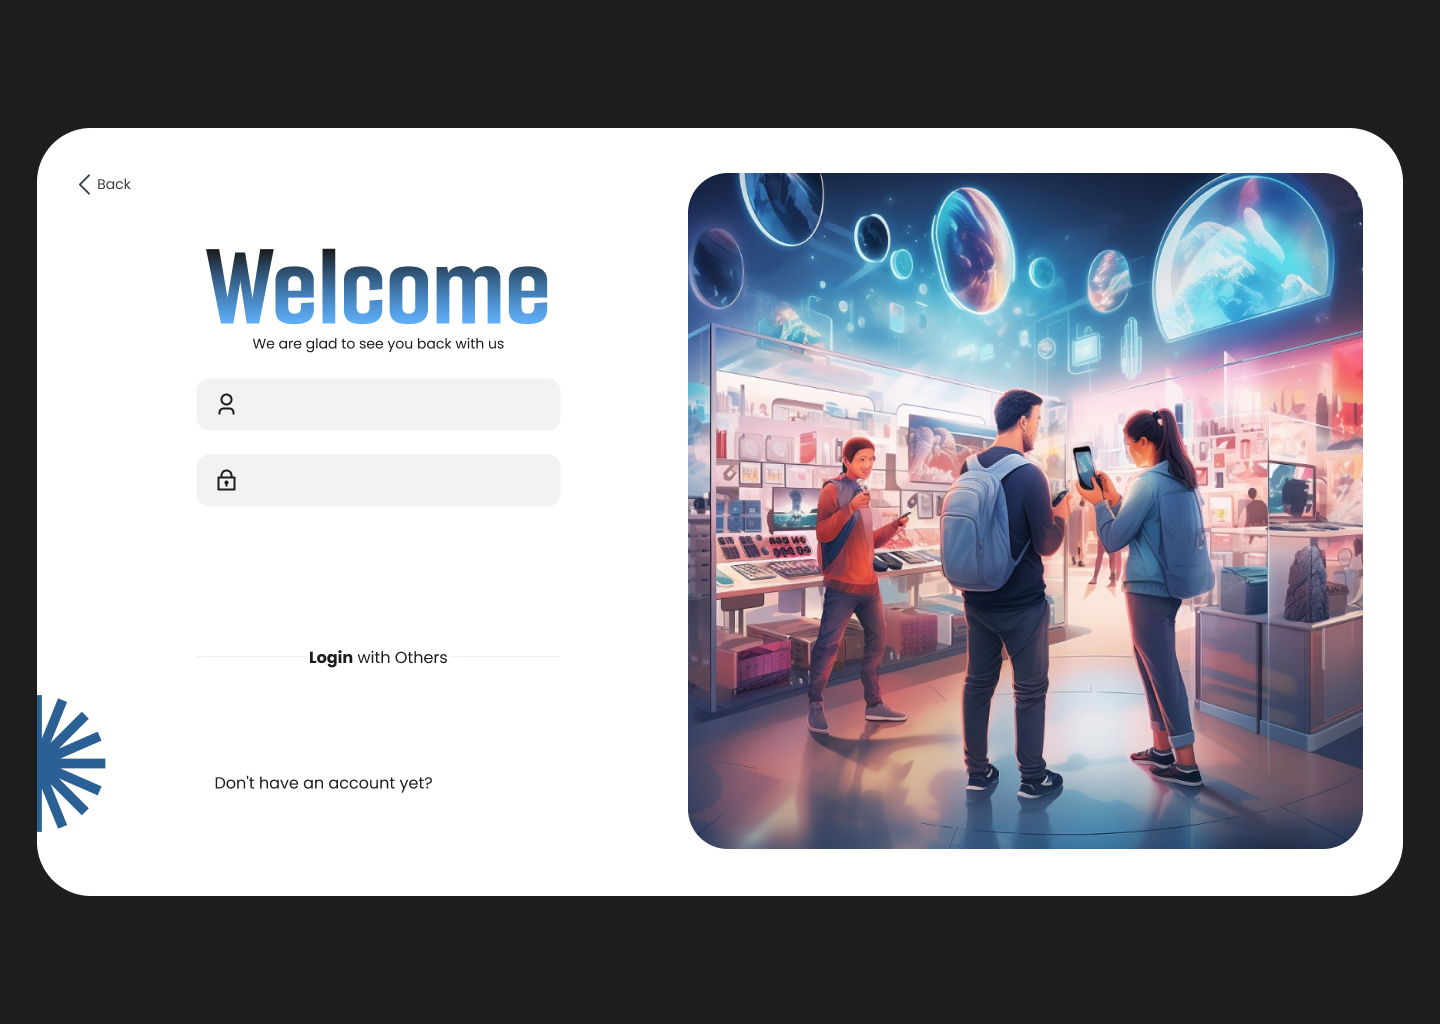 Back
Welcome
We are glad to see you back with us
Login with Others
Don't have an account yet?